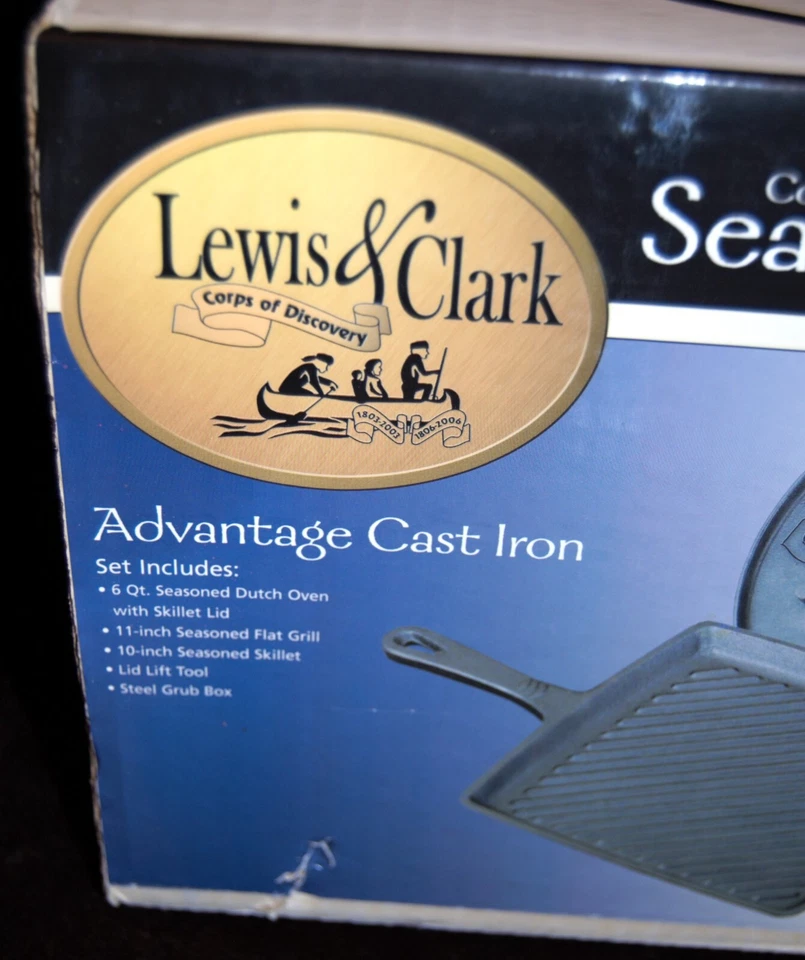 Lewis & Clark
Corps of Discovery
1803-2003 1806-2006
Advantage Cast Iron
Set Includes:
• 6 Qt. Seasoned Dutch Oven
with Skillet Lid
• 11-inch Seasoned Flat Grill
• 10-inch Seasoned Skillet
• Lid Lift Tool
• Steel Grub Box